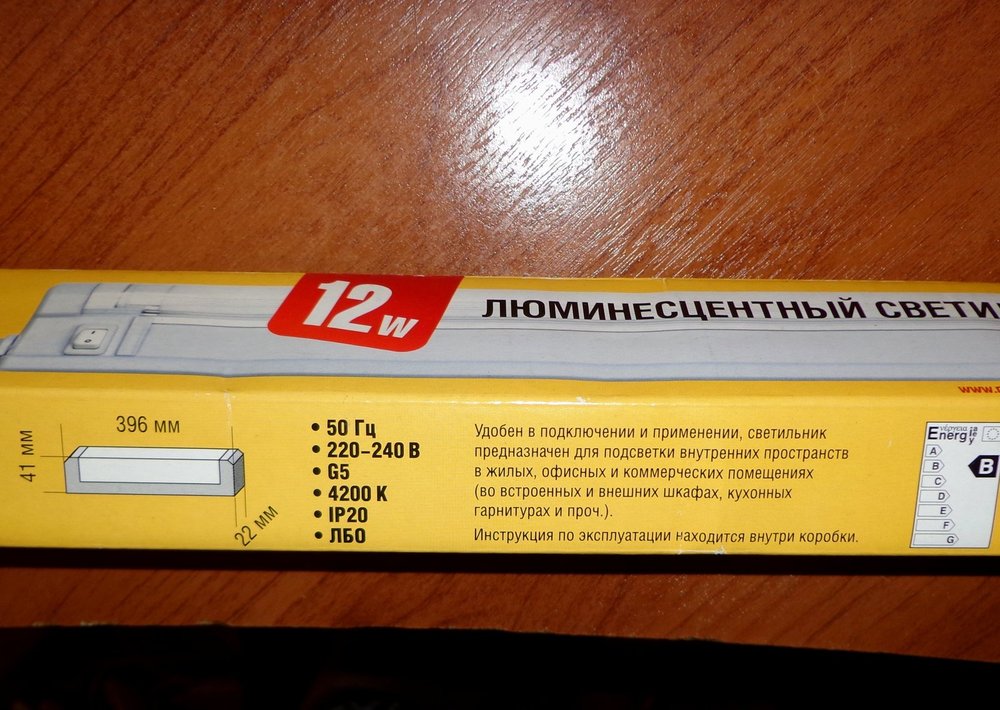 12W
ЛЮМИНЕСЦЕНТНЫЙ СВЕТИ
www.
396 мм
41 мм
22 мм
• 50 Гц
• 220–240 В
• G5
• 4200 K
• IP20
• ЛБО
Удобен в подключении и применении, светильник
предназначен для подсветки внутренних пространств
в жилых, офисных и коммерческих помещениях
(во встроенных и внешних шкафах, кухонных
гарнитурах и проч.).
Инструкция по эксплуатации находится внутри коробки.
Energ
A
B
B
C
D
E
F
G